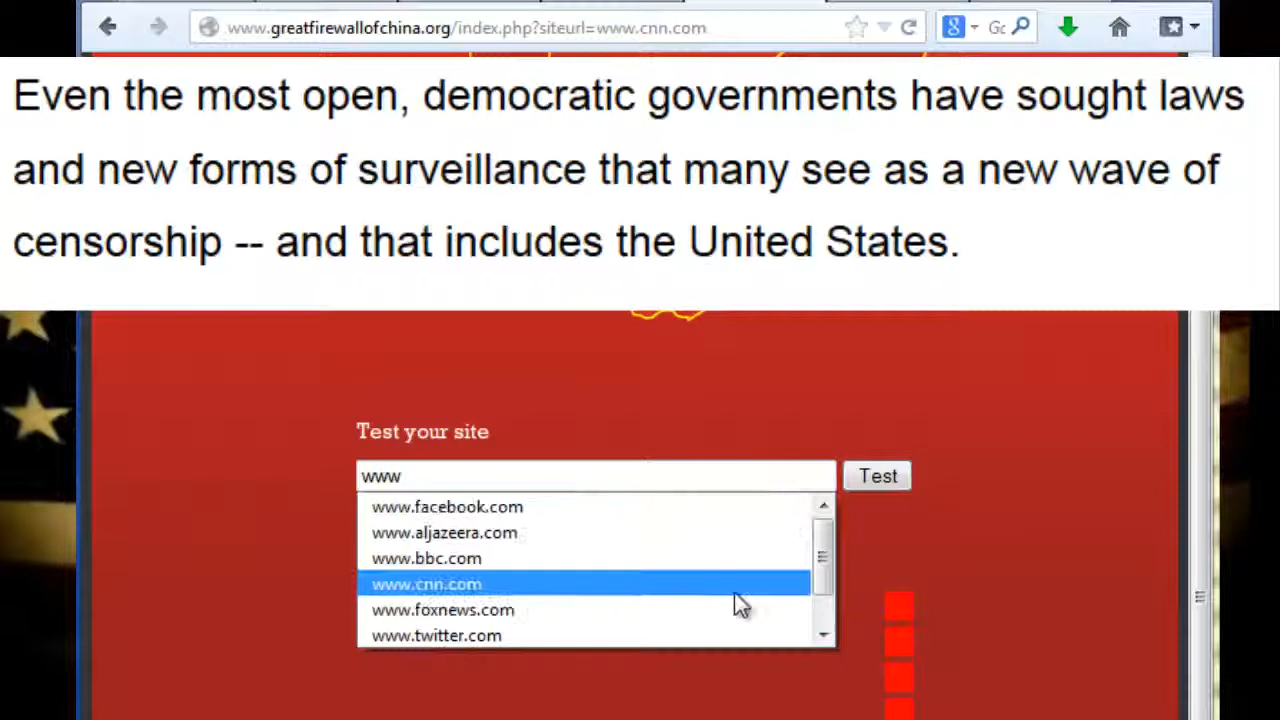 www.greatfirewallofchina.org/index.php?siteurl=www.cnn.com
Even the most open, democratic governments have sought laws
and new forms of surveillance that many see as a new wave of
censorship -- and that includes the United States.
Test your site
www
Test
www.facebook.com
www.aljazeera.com
www.bbc.com
www.cnn.com
www.foxnews.com
www.twitter.com